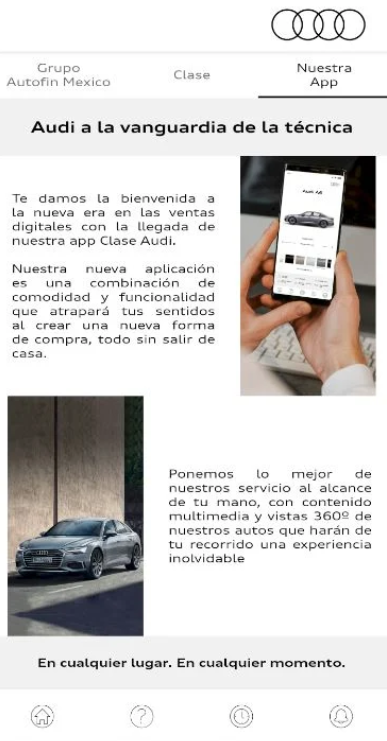 Grupo
Autofin Mexico
Clase
Nuestra
App
Audi a la vanguardia de la técnica
Te damos la bienvenida a
la nueva era en las ventas
digitales con la llegada de
nuestra app Clase Audi.
Nuestra nueva aplicación
es una combinación de
comodidad y funcionalidad
que atrapará tus sentidos
al crear una nueva forma
de compra, todo sin salir de
casa.
Audi A6
Ponemos lo mejor de
nuestros servicio al alcance
de tu mano, con contenido
multimedia y vistas 360º de
nuestros autos que harán de
tu recorrido una experiencia
inolvidable
En cualquier lugar. En cualquier momento.